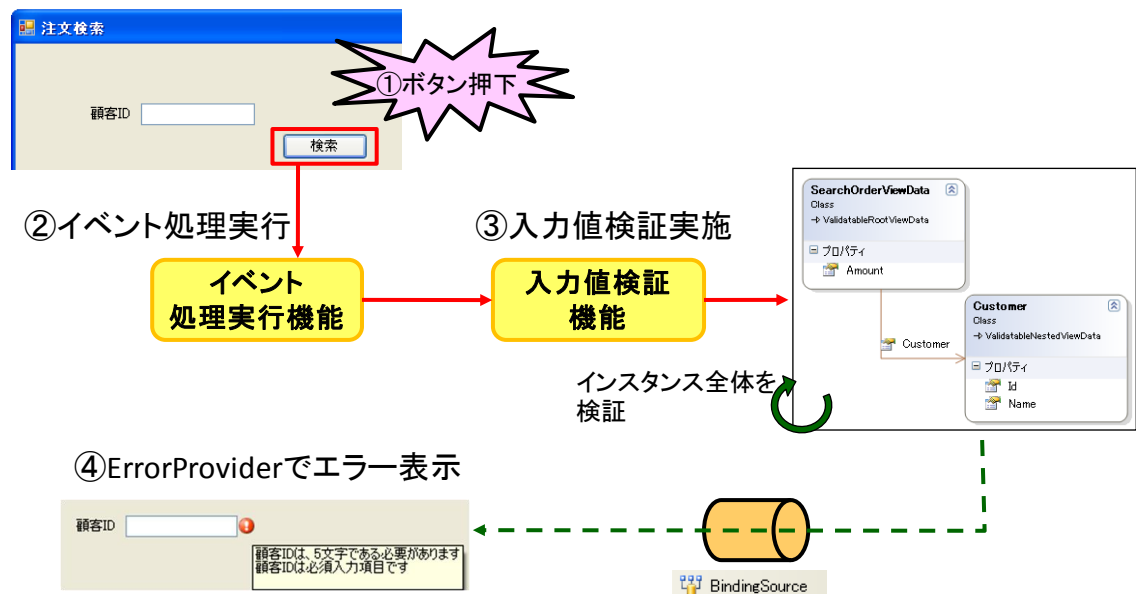 注文検索
①ボタン押下
顧客ID
検索
②イベント処理実行
③入力値検証実施
イベント
処理実行機能
入力値検証
機能
SearchOrderViewData
Class
ValidatableRootViewData
プロパティ
Amount
Customer
Customer
Class
ValidatableNestedViewData
プロパティ
Id
Name
インスタンス全体を
検証
④ErrorProviderでエラー表示
顧客ID
顧客IDは、5文字である必要があります
顧客IDは必須入力項目です
BindingSource